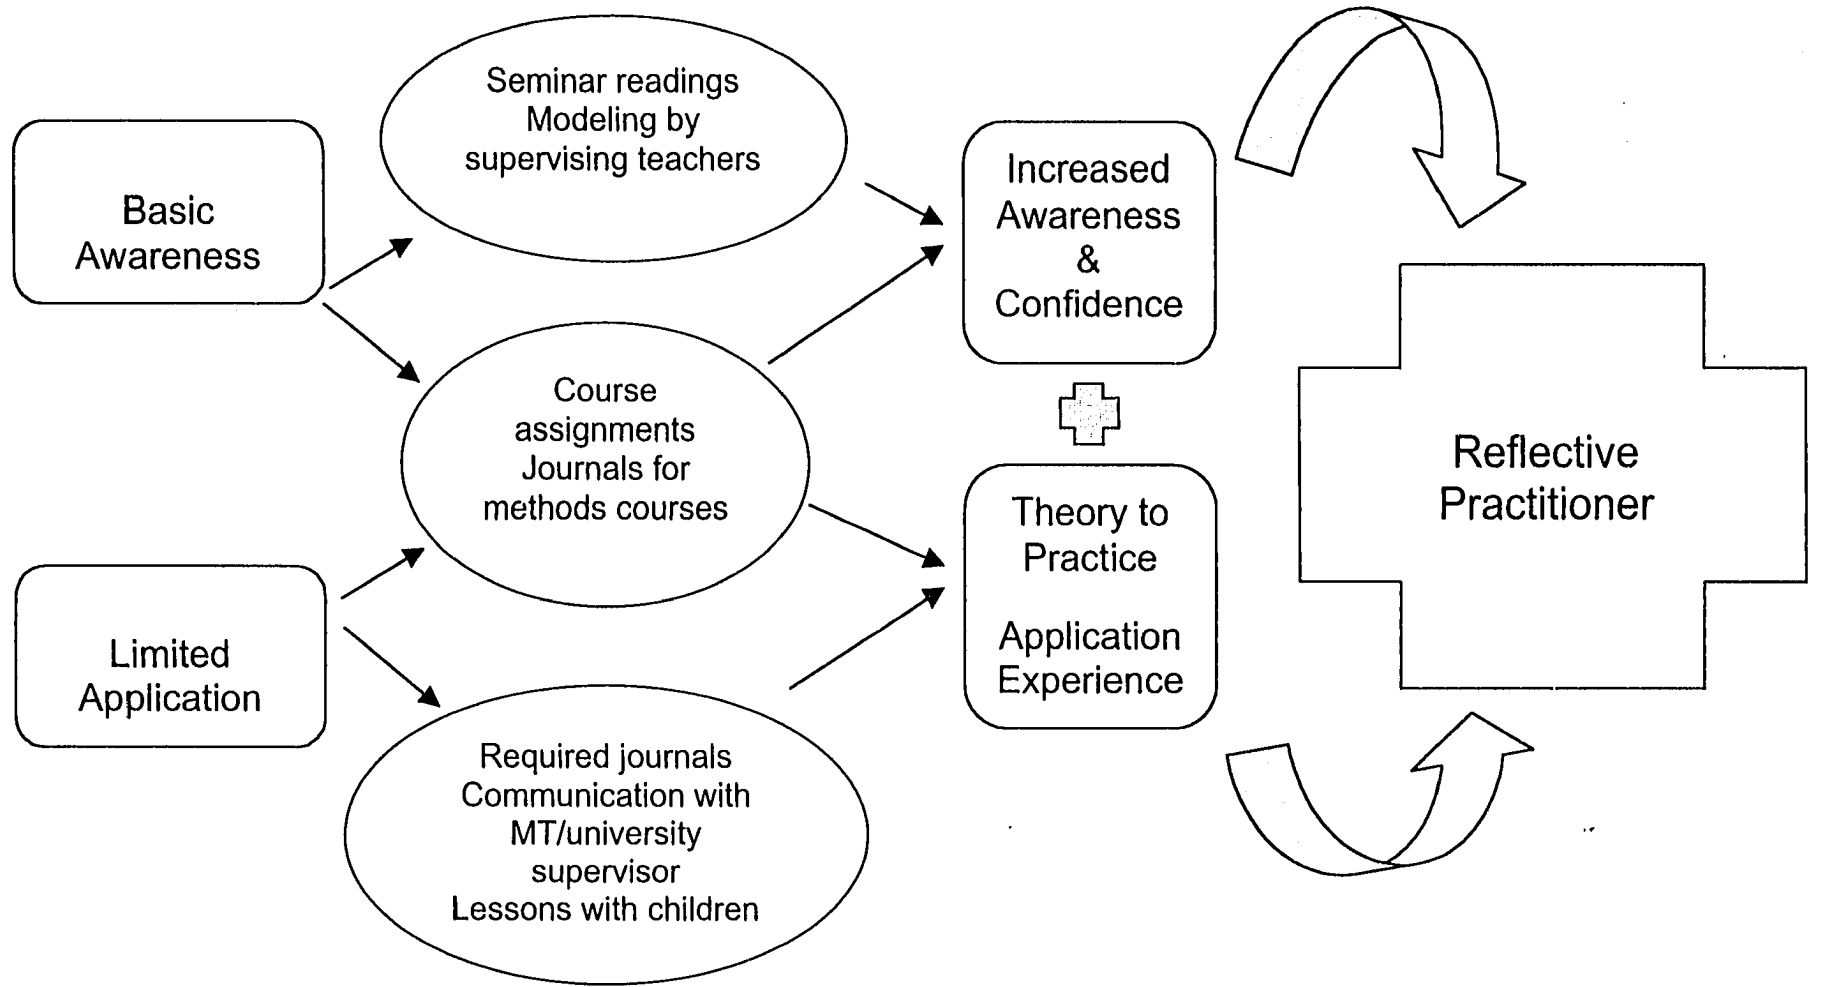 Basic
Awareness
Limited
Application
Seminar readings
Modeling by
supervising teachers
Course
assignments
Journals for
methods courses
Required journals
Communication with
MT/university
supervisor
Lessons with children
Increased
Awareness
&
Confidence
Theory to
Practice
Application
Experience
Reflective
Practitioner